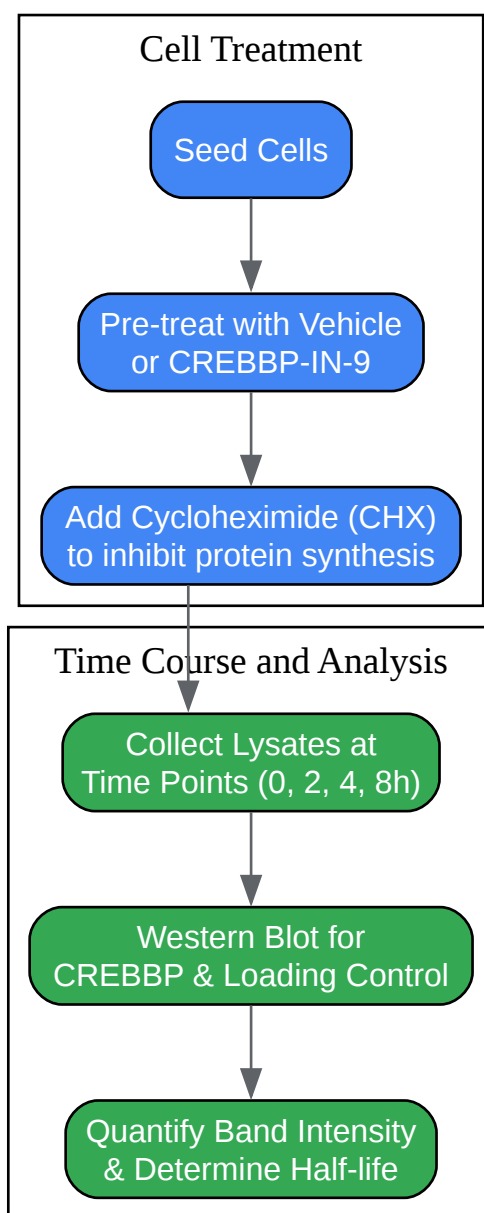 Cell Treatment
Seed Cells
Pre-treat with Vehicle
or CREBBP-IN-9
Add Cycloheximide (CHX)
to inhibit protein synthesis
Time Course and Analysis
Collect Lysates at
Time Points (0, 2, 4, 8h)
Western Blot for
CREBBP & Loading Control
Quantify Band Intensity
& Determine Half-life